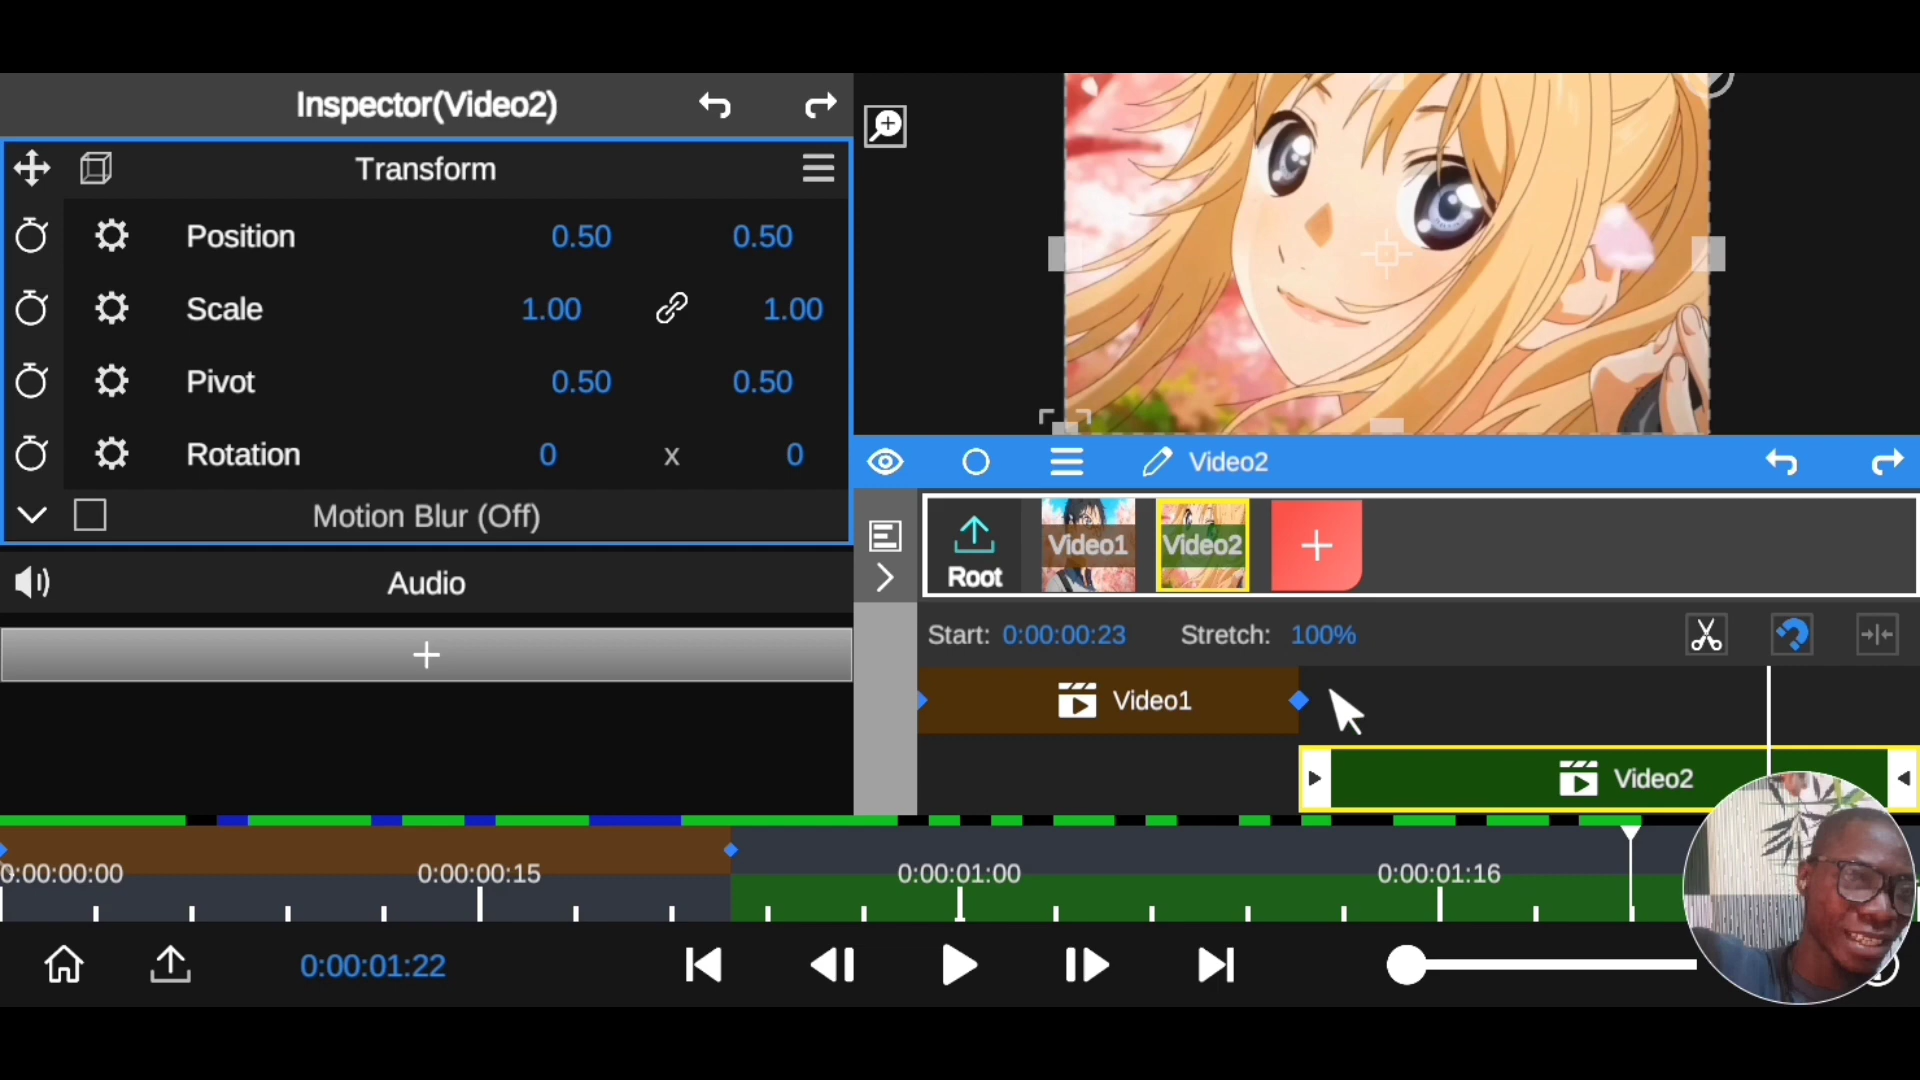 Inspector(Video2)
Transform
Position 0.50 0.50
Scale 1.00 1.00
Pivot 0.50 0.50
Rotation 0 x 0
Motion Blur (Off)
Audio
Video2
Root
Video1
Video2
Start: 0:00:00:23 Stretch: 100%
Video1
Video2
0:00:00:00 0:00:00:15 0:00:01:00 0:00:01:16
0:00:01:22